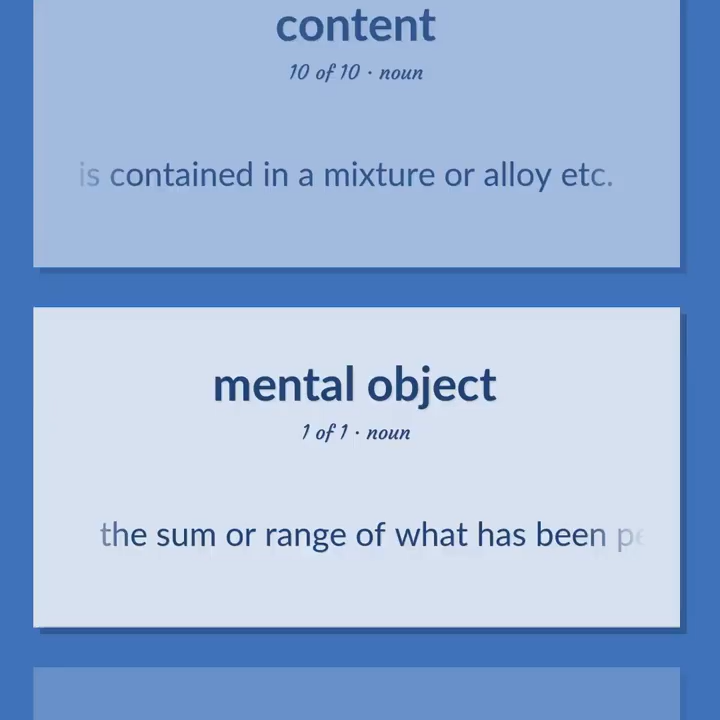 content
10 of 10 · noun
is contained in a mixture or alloy etc.
mental object
1 of 1 · noun
the sum or range of what has been